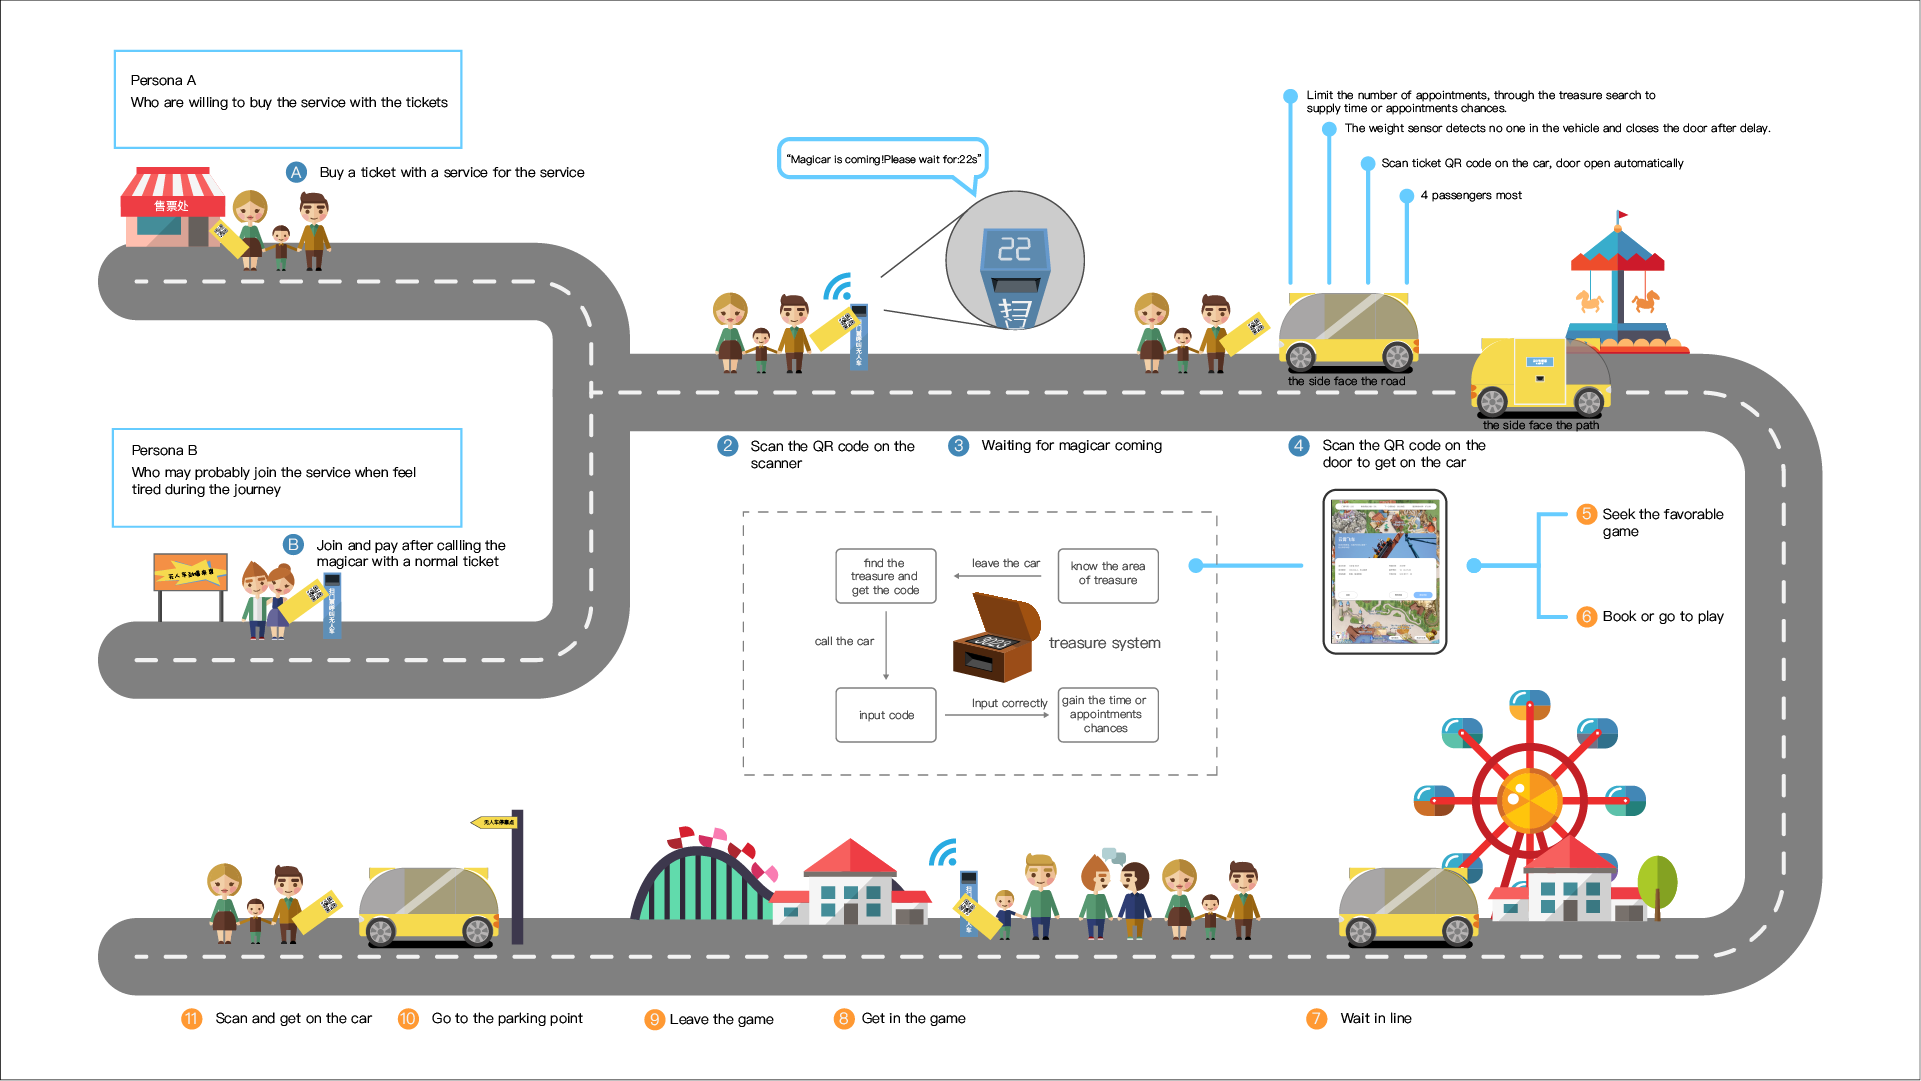 Persona A
Who are willing to buy the service with the tickets
A
Buy a ticket with a service for the service
售票处
"Magicar is coming!Please wait for:22s"
22
扫
Limit the number of appointments, through the treasure search to
supply time or appointments chances.
The weight sensor detects no one in the vehicle and closes the door after delay.
Scan ticket QR code on the car, door open automatically
4 passengers most
the side face the road
the side face the path
2
Scan the QR code on the
scanner
3
Waiting for magicar coming
4
Scan the QR code on the
door to get on the car
Persona B
Who may probably join the service when feel
tired during the journey
B
Join and pay after callling the
magicar with a normal ticket
find the
treasure and
get the code
leave the car
know the area
of treasure
call the car
treasure system
input code
Input correctly
gain the time or
appointments
chances
5
Seek the favorable
game
6
Book or go to play
无人车停靠点
11
Scan and get on the car
10
Go to the parking point
9
Leave the game
8
Get in the game
7
Wait in line